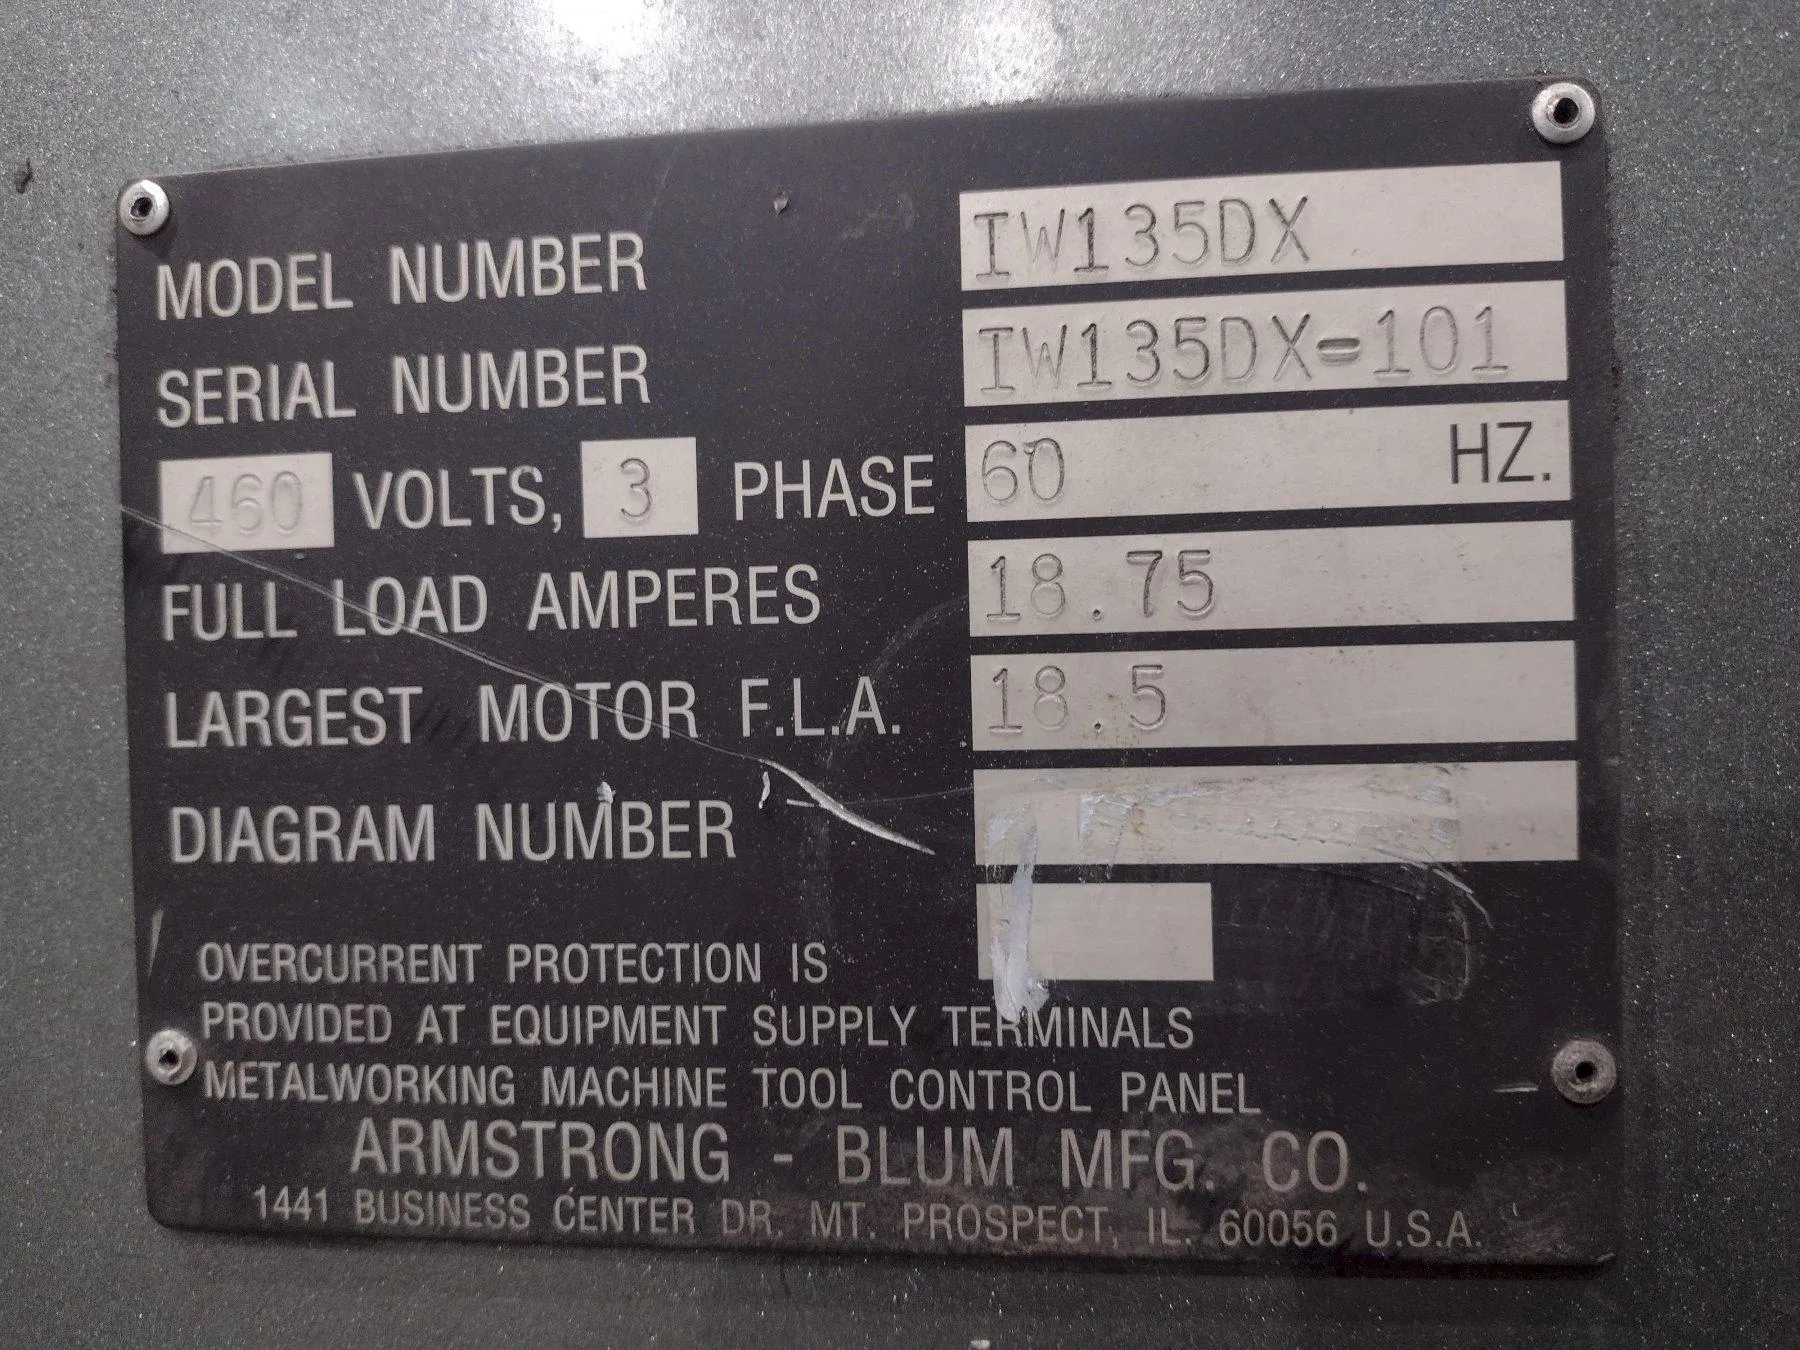 MODEL NUMBER IW135DX
SERIAL NUMBER IW135DX=101
460 VOLTS, 3 PHASE 60 HZ.
FULL LOAD AMPERES 18.75
LARGEST MOTOR F.L.A. 18.5
DIAGRAM NUMBER
OVERCURRENT PROTECTION IS
PROVIDED AT EQUIPMENT SUPPLY TERMINALS
METALWORKING MACHINE TOOL CONTROL PANEL
ARMSTRONG - BLUM MFG. CO.
1441 BUSINESS CENTER DR. MT. PROSPECT, IL. 60056 U.S.A.